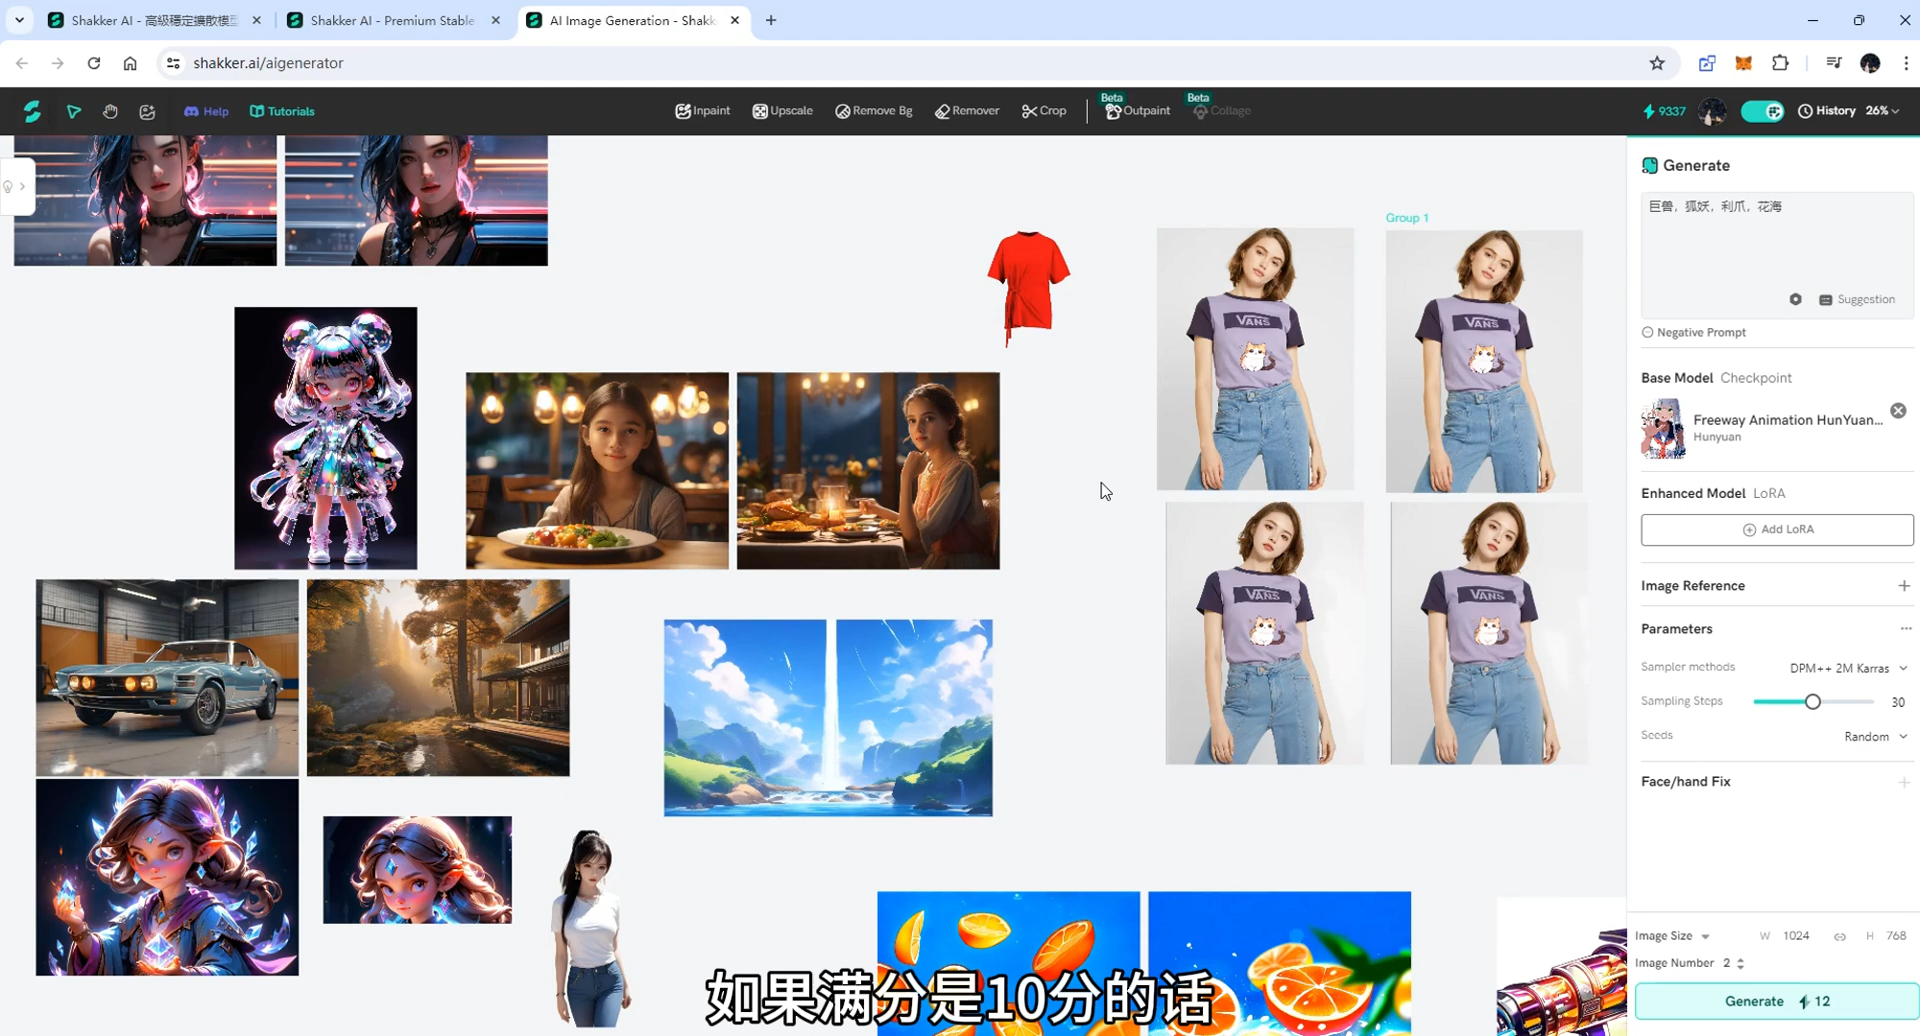 Shakker AI - 高級穩定擴散模型
Shakker AI - Premium Stable
AI Image Generation - Shakk
shakker.ai/aigenerator
Help
Tutorials
Inpaint
Upscale
Remove Bg
Remover
Crop
Beta
Outpaint
Beta
Collage
9337
History
26%
Generate
巨兽，狐妖，利爪，花海
Suggestion
Negative Prompt
Base Model Checkpoint
Freeway Animation HunYuan...
Hunyuan
Enhanced Model LoRA
Add LoRA
Image Reference
Parameters
Sampler methods DPM++ 2M Karras
Sampling Steps 30
Seeds Random
Face/hand Fix
Image Size W 1024 H 768
Image Number 2
Generate 12
Group 1
VANS
VANS
VANS
VANS
如果满分是10分的话